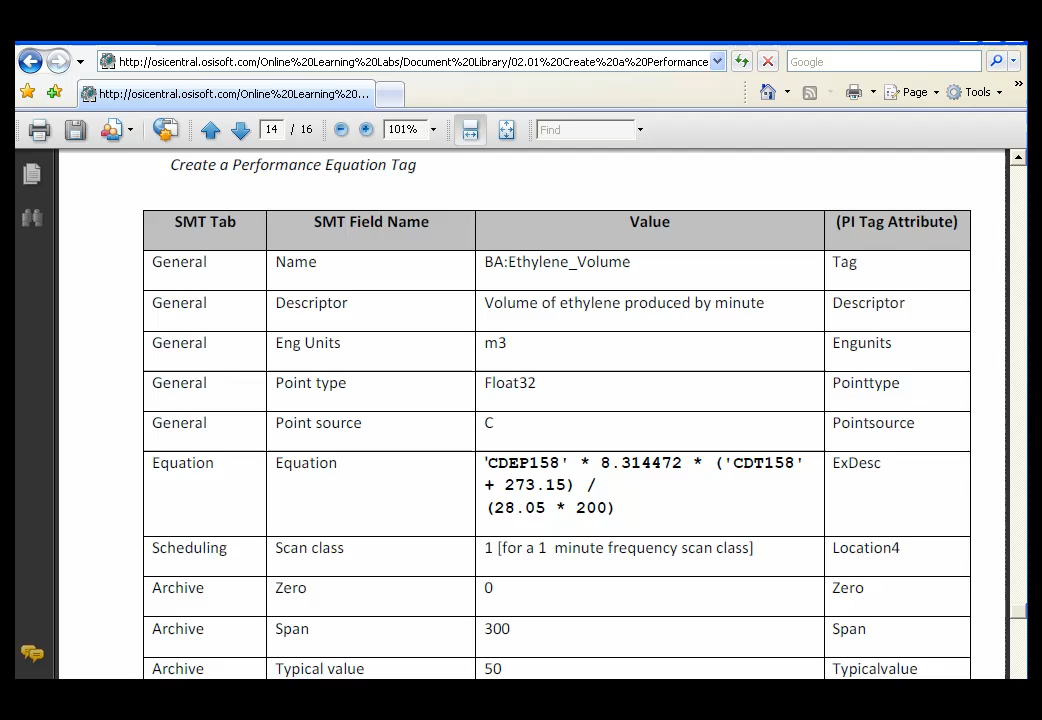 http://osicentral.osisoft.com/Online%20Learning%20Labs/Document%20Library/02.01%20Create%20a%20Performance
Google
http://osicentral.osisoft.com/Online%20Learning%20...
Page
Tools
»
14 / 16
101%
Find
Create a Performance Equation Tag
SMT Tab SMT Field Name Value (PI Tag Attribute)
General Name BA:Ethylene_Volume Tag
General Descriptor Volume of ethylene produced by minute Descriptor
General Eng Units m3 Engunits
General Point type Float32 Pointtype
General Point source C Pointsource
Equation Equation 'CDEP158' * 8.314472 * ('CDT158' ExDesc
+ 273.15) /
(28.05 * 200)
Scheduling Scan class 1 [for a 1 minute frequency scan class] Location4
Archive Zero 0 Zero
Archive Span 300 Span
Archive Typical value 50 Typicalvalue